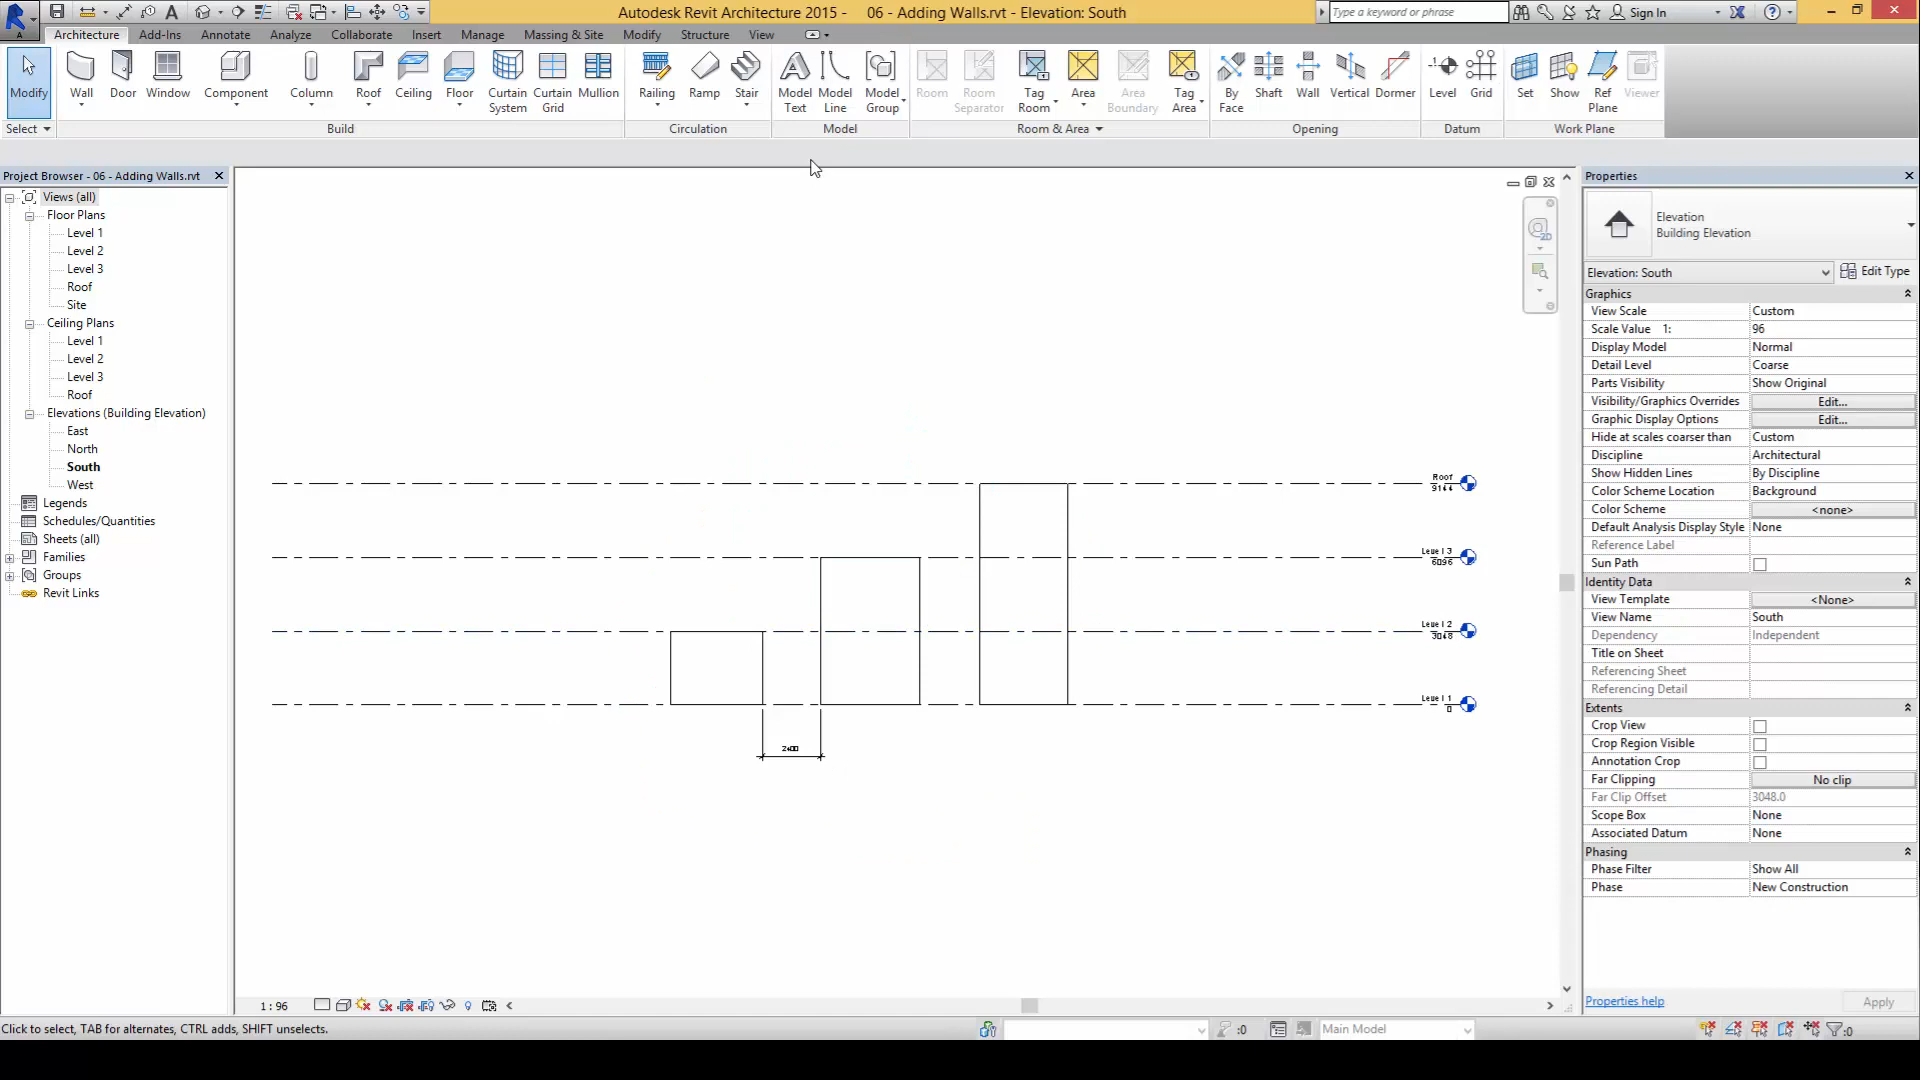 Autodesk Revit Architecture 2015 - 06 - Adding Walls.rvt - Elevation: South
Type a keyword or phrase
Sign In
Architecture Add-Ins Annotate Analyze Collaborate Insert Manage Massing & Site Modify Structure View
Modify Wall Door Window Component Column Roof Ceiling Floor Curtain System Curtain Grid Mullion Railing Ramp Stair Model Text Model Line Model Group Room Room Separator Tag Room Area Area Boundary Tag Area By Face Shaft Wall Vertical Dormer Level Grid Set Show Ref Plane Viewer
Select Build Circulation Model Room & Area Opening Datum Work Plane
Project Browser - 06 - Adding Walls.rvt
Views (all)
Floor Plans
Level 1
Level 2
Level 3
Roof
Site
Ceiling Plans
Level 1
Level 2
Level 3
Roof
Elevations (Building Elevation)
East
North
South
West
Legends
Schedules/Quantities
Sheets (all)
Families
Groups
Revit Links
2D
Roof
9144
Level 3
6096
Level 2
3048
Level 1
0
2400
Properties
Elevation
Building Elevation
Elevation: South Edit Type
Graphics
View Scale Custom
Scale Value 1: 96
Display Model Normal
Detail Level Coarse
Parts Visibility Show Original
Visibility/Graphics Overrides Edit...
Graphic Display Options Edit...
Hide at scales coarser than Custom
Discipline Architectural
Show Hidden Lines By Discipline
Color Scheme Location Background
Color Scheme <none>
Default Analysis Display Style None
Reference Label
Sun Path
Identity Data
View Template <None>
View Name South
Dependency Independent
Title on Sheet
Referencing Sheet
Referencing Detail
Extents
Crop View
Crop Region Visible
Annotation Crop
Far Clipping No clip
Far Clip Offset 3048.0
Scope Box None
Associated Datum None
Phasing
Phase Filter Show All
Phase New Construction
Properties help Apply
1 : 96
Click to select, TAB for alternates, CTRL adds, SHIFT unselects.
:0
Main Model
:0